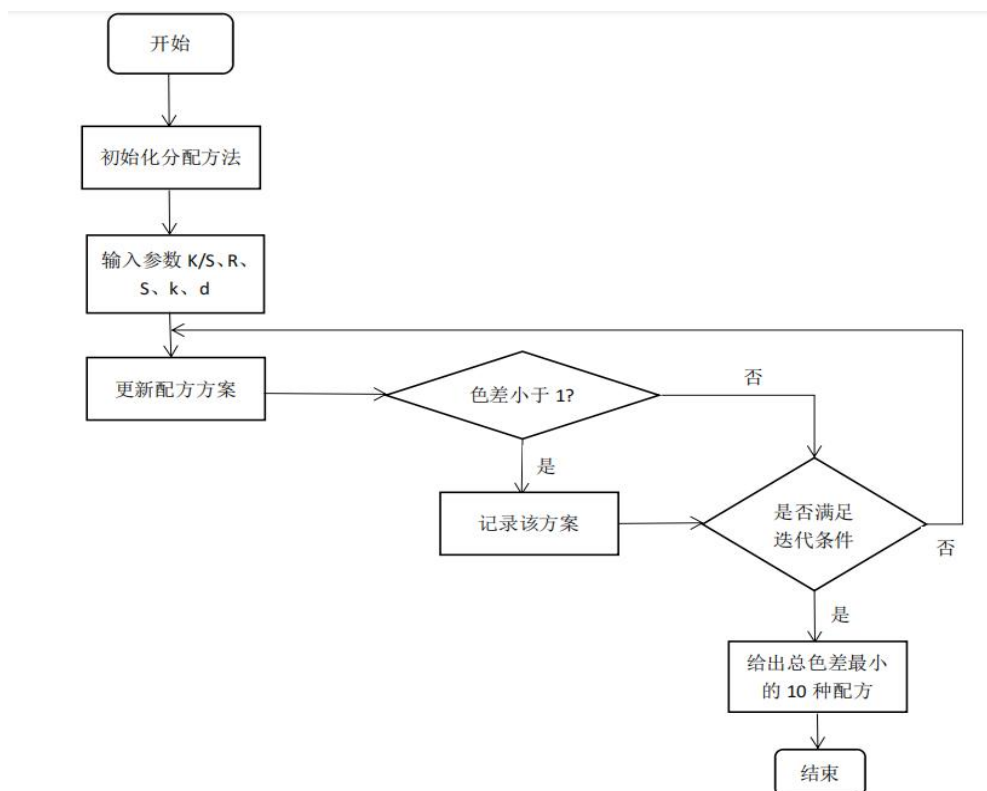 开始
初始化分配方法
输入参数 K/S、R、
S、k、d
更新配方方案
色差小于 1?
否
是
记录该方案
是否满足
迭代条件
否
是
给出总色差最小
的 10 种配方
结束